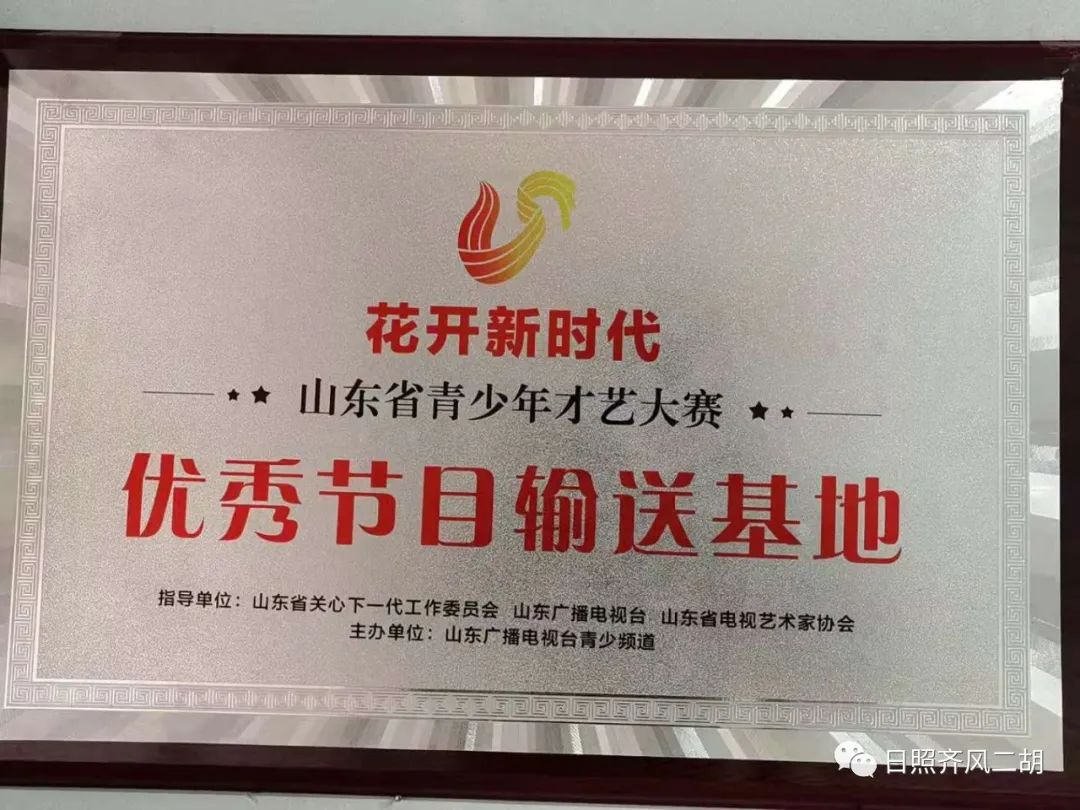 花开新时代
山东省青少年才艺大赛
优秀节目输送基地
指导单位：山东省关心下一代工作委员会 山东广播电视台 山东省电视艺术家协会
主办单位：山东广播电视台青少频道
日照齐风二胡